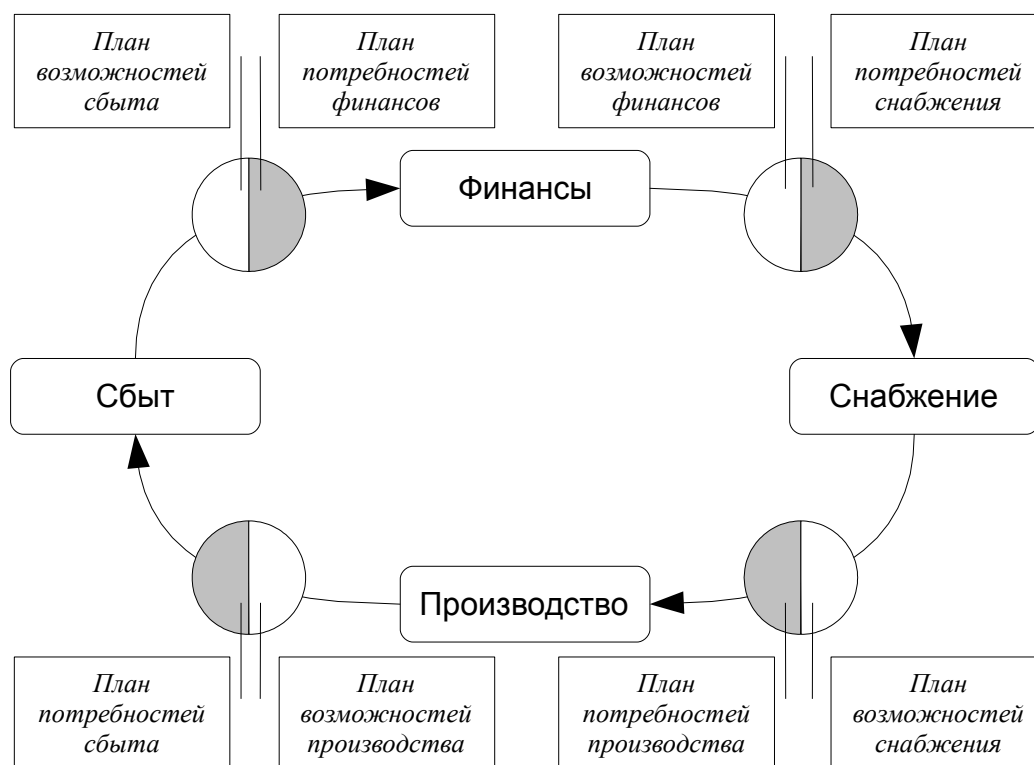 План
возможностей
сбыта
План
потребностей
финансов
План
возможностей
финансов
План
потребностей
снабжения
Финансы
Сбыт
Снабжение
Производство
План
потребностей
сбыта
План
возможностей
производства
План
потребностей
производства
План
возможностей
снабжения